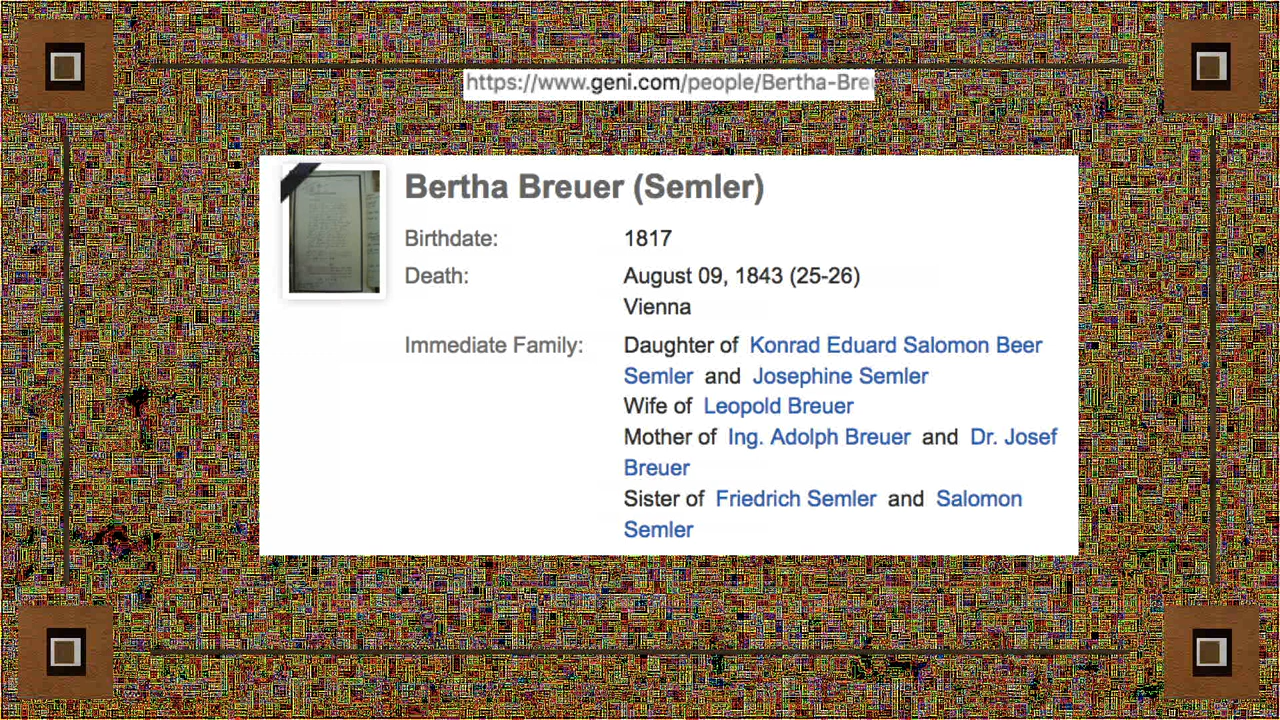 https://www.geni.com/people/Bertha-Breu
Bertha Breuer (Semler)
Birthdate: 1817
Death: August 09, 1843 (25-26)
Vienna
Immediate Family: Daughter of Konrad Eduard Salomon Beer
Semler and Josephine Semler
Wife of Leopold Breuer
Mother of Ing. Adolph Breuer and Dr. Josef
Breuer
Sister of Friedrich Semler and Salomon
Semler